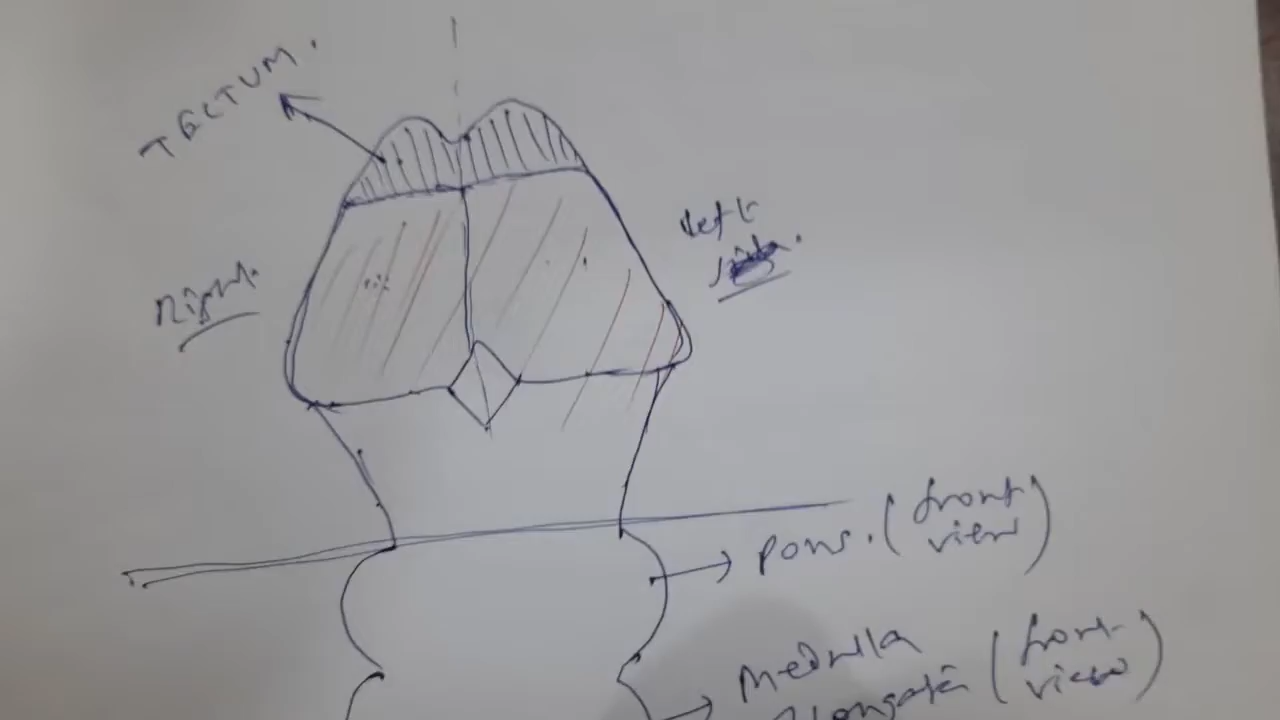 TECTUM.
Left
Right.
Pons. (front
view)
Medulla
(front
view)